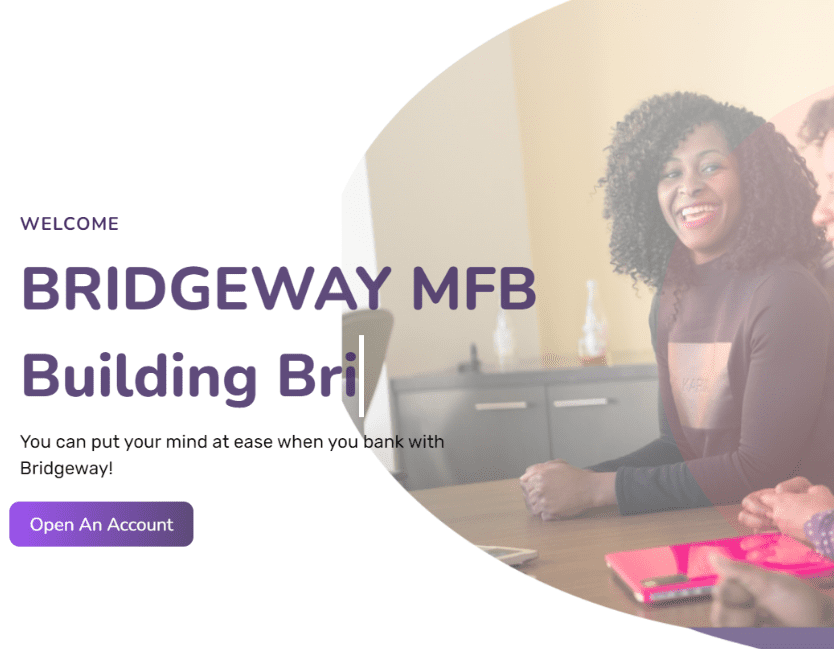 WELCOME
BRIDGEWAY MFB
Building Bri
You can put your mind at ease when you bank with
Bridgeway!
Open An Account